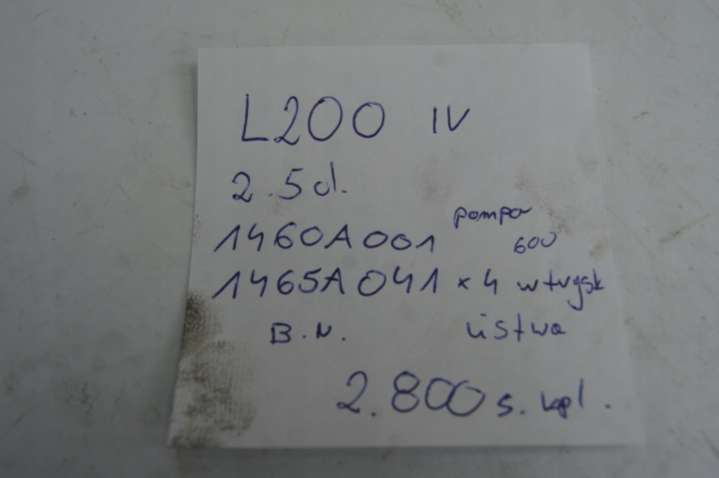 L200 IV
2.5 d.
1460A001 pompa 600
1465A041 x 4 wtrysk
B.N. listwa
2.800 s. kpl.